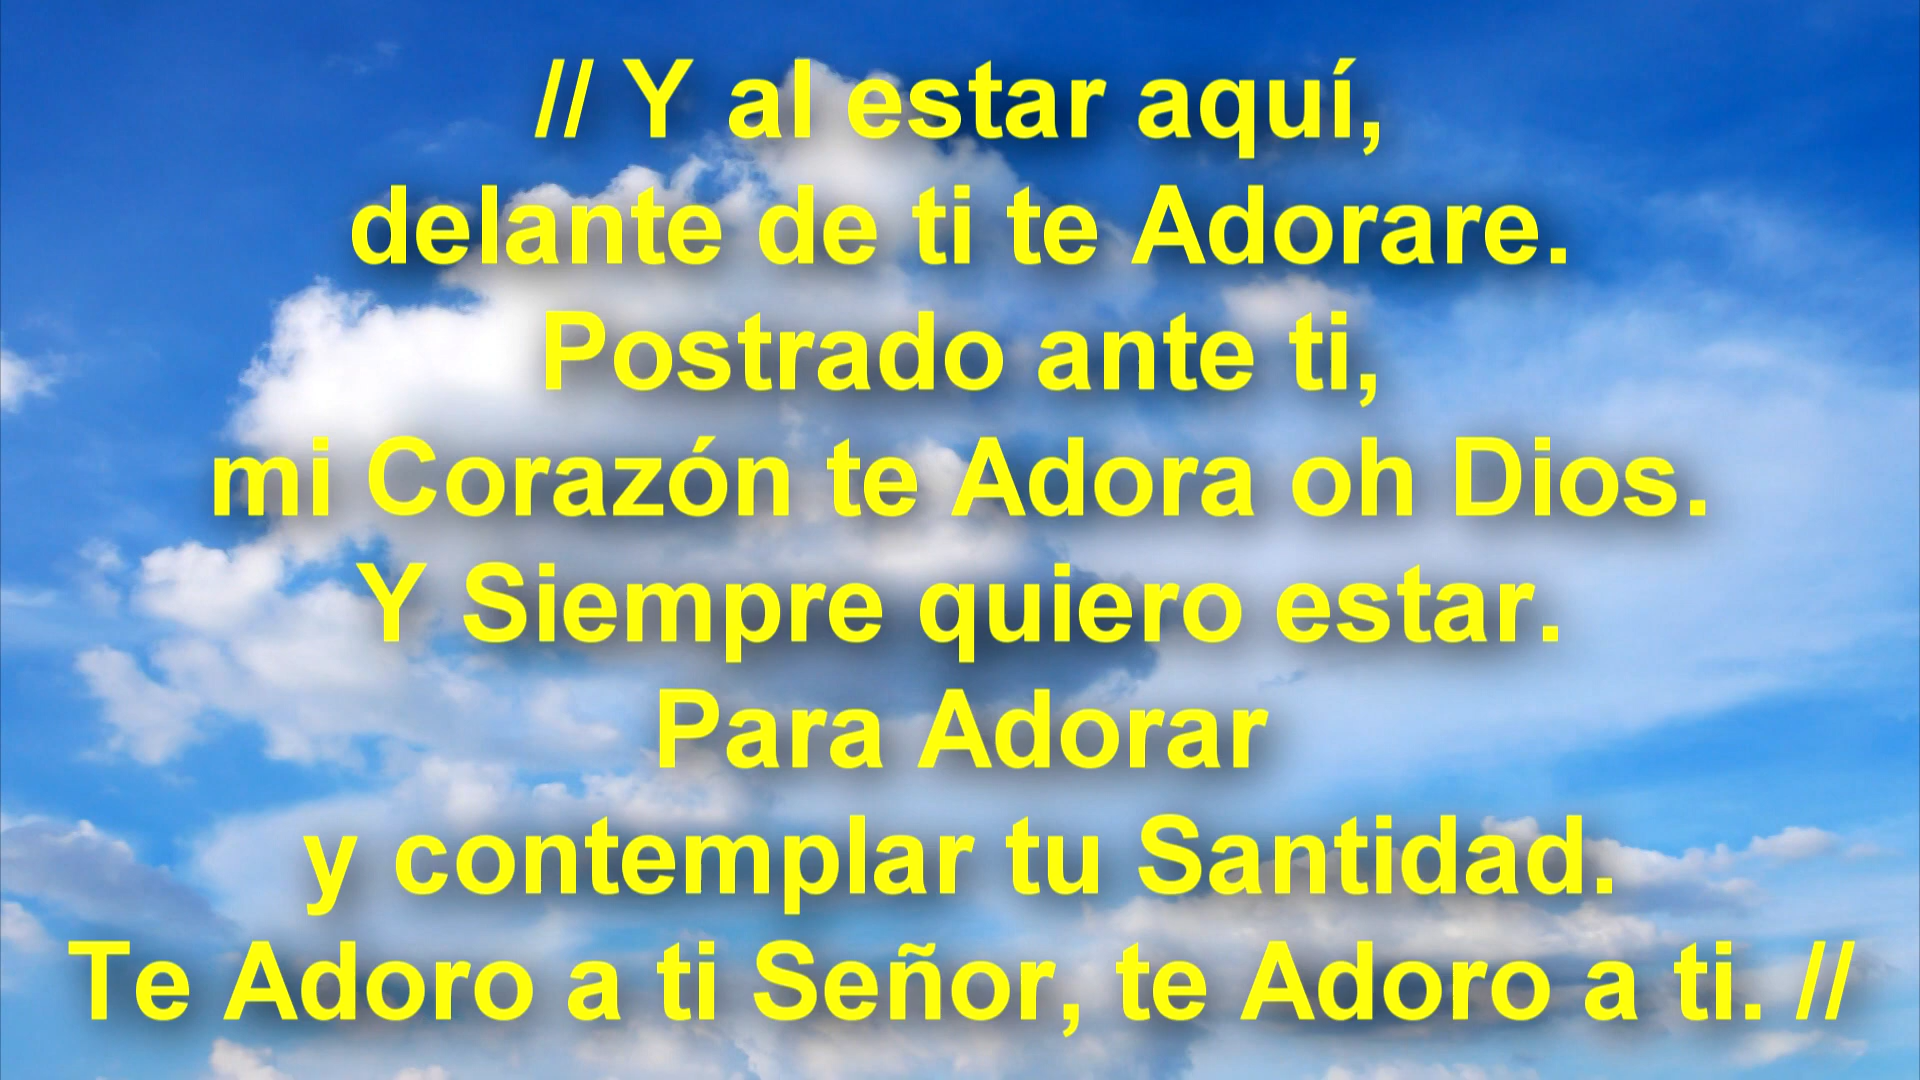 // Y al estar aquí,
delante de ti te Adorare.
Postrado ante ti,
mi Corazón te Adora oh Dios.
Y Siempre quiero estar.
Para Adorar
y contemplar tu Santidad.
Te Adoro a ti Señor, te Adoro a ti. //